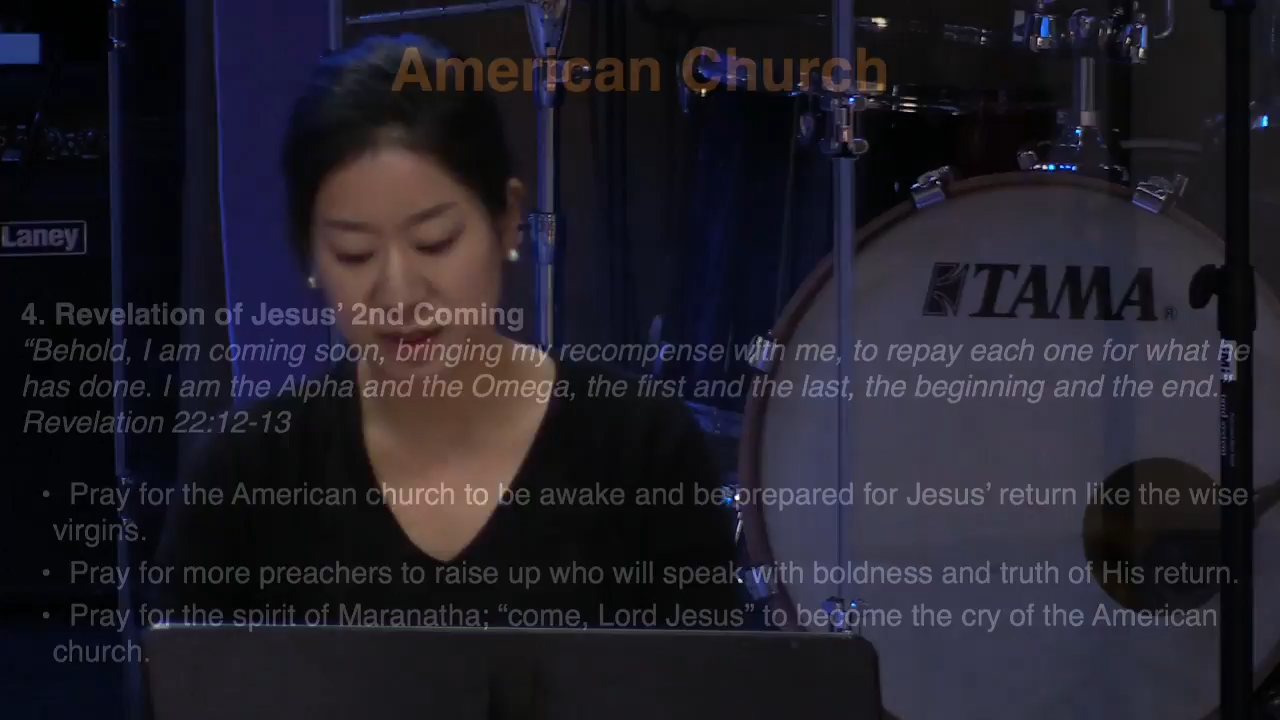 American Church
Laney
TAMA
4. Revelation of Jesus’ 2nd Coming
“Behold, I am coming soon, bringing my recompense with me, to repay each one for what he
has done. I am the Alpha and the Omega, the first and the last, the beginning and the end.”
Revelation 22:12-13
• Pray for the American church to be awake and be prepared for Jesus’ return like the wise
virgins.
• Pray for more preachers to raise up who will speak with boldness and truth of His return.
• Pray for the spirit of Maranatha; “come, Lord Jesus” to become the cry of the American
church.